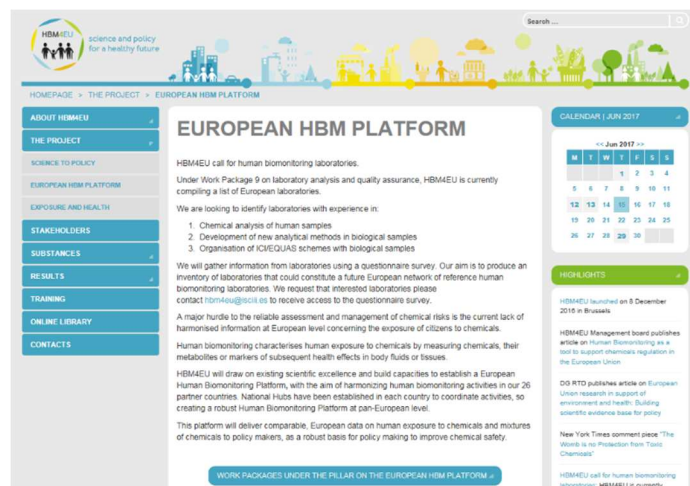 Search ...
HBM4EU
science and policy
for a healthy future
HOMEPAGE > THE PROJECT > EUROPEAN HBM PLATFORM
ABOUT HBM4EU
THE PROJECT
SCIENCE TO POLICY
EUROPEAN HBM PLATFORM
EXPOSURE AND HEALTH
STAKEHOLDERS
SUBSTANCES
RESULTS
TRAINING
ONLINE LIBRARY
CONTACTS
EUROPEAN HBM PLATFORM
HBM4EU call for human biomonitoring laboratories.
Under Work Package 9 on laboratory analysis and quality assurance, HBM4EU is currently
compiling a list of European laboratories.
We are looking to identify laboratories with experience in:
1. Chemical analysis of human samples
2. Development of new analytical methods in biological samples
3. Organisation of ICI/EQUAS schemes with biological samples
We will gather information from laboratories using a questionnaire survey. Our aim is to produce an
inventory of laboratories that could constitute a future European network of reference human
biomonitoring laboratories. We request that interested laboratories please
contact hbm4eu@isciii.es to receive access to the questionnaire survey.
A major hurdle to the reliable assessment and management of chemical risks is the current lack of
harmonised information at European level concerning the exposure of citizens to chemicals.
Human biomonitoring characterises human exposure to chemicals by measuring chemicals, their
metabolites or markers of subsequent health effects in body fluids or tissues.
HBM4EU will draw on existing scientific excellence and build capacities to establish a European
Human Biomonitoring Platform, with the aim of harmonizing human biomonitoring activities in our 26
partner countries. National Hubs have been established in each country to coordinate activities, so
creating a robust Human Biomonitoring Platform at pan-European level.
This platform will deliver comparable, European data on human exposure to chemicals and mixtures
of chemicals to policy makers, as a robust basis for policy making to improve chemical safety.
WORK PACKAGES UNDER THE PILLAR ON THE EUROPEAN HBM PLATFORM
CALENDAR | JUN 2017
<< Jun 2017 >>
M T W T F S S
1 2 3 4
5 6 7 8 9 10 11
12 13 14 15 16 17 18
19 20 21 22 23 24 25
26 27 28 29 30
HIGHLIGHTS
HBM4EU launched on 8 December
2016 in Brussels
HBM4EU Management board publishes
article on Human Biomonitoring as a
tool to support chemicals regulation in
the European Union
DG RTD publishes article on European
Union research in support of
environment and health: Building
scientific evidence base for policy
New York Times comment piece "The
Womb is no Protection from Toxic
Chemicals"
HBM4EU call for human biomonitoring
laboratories: HBM4EU is currently